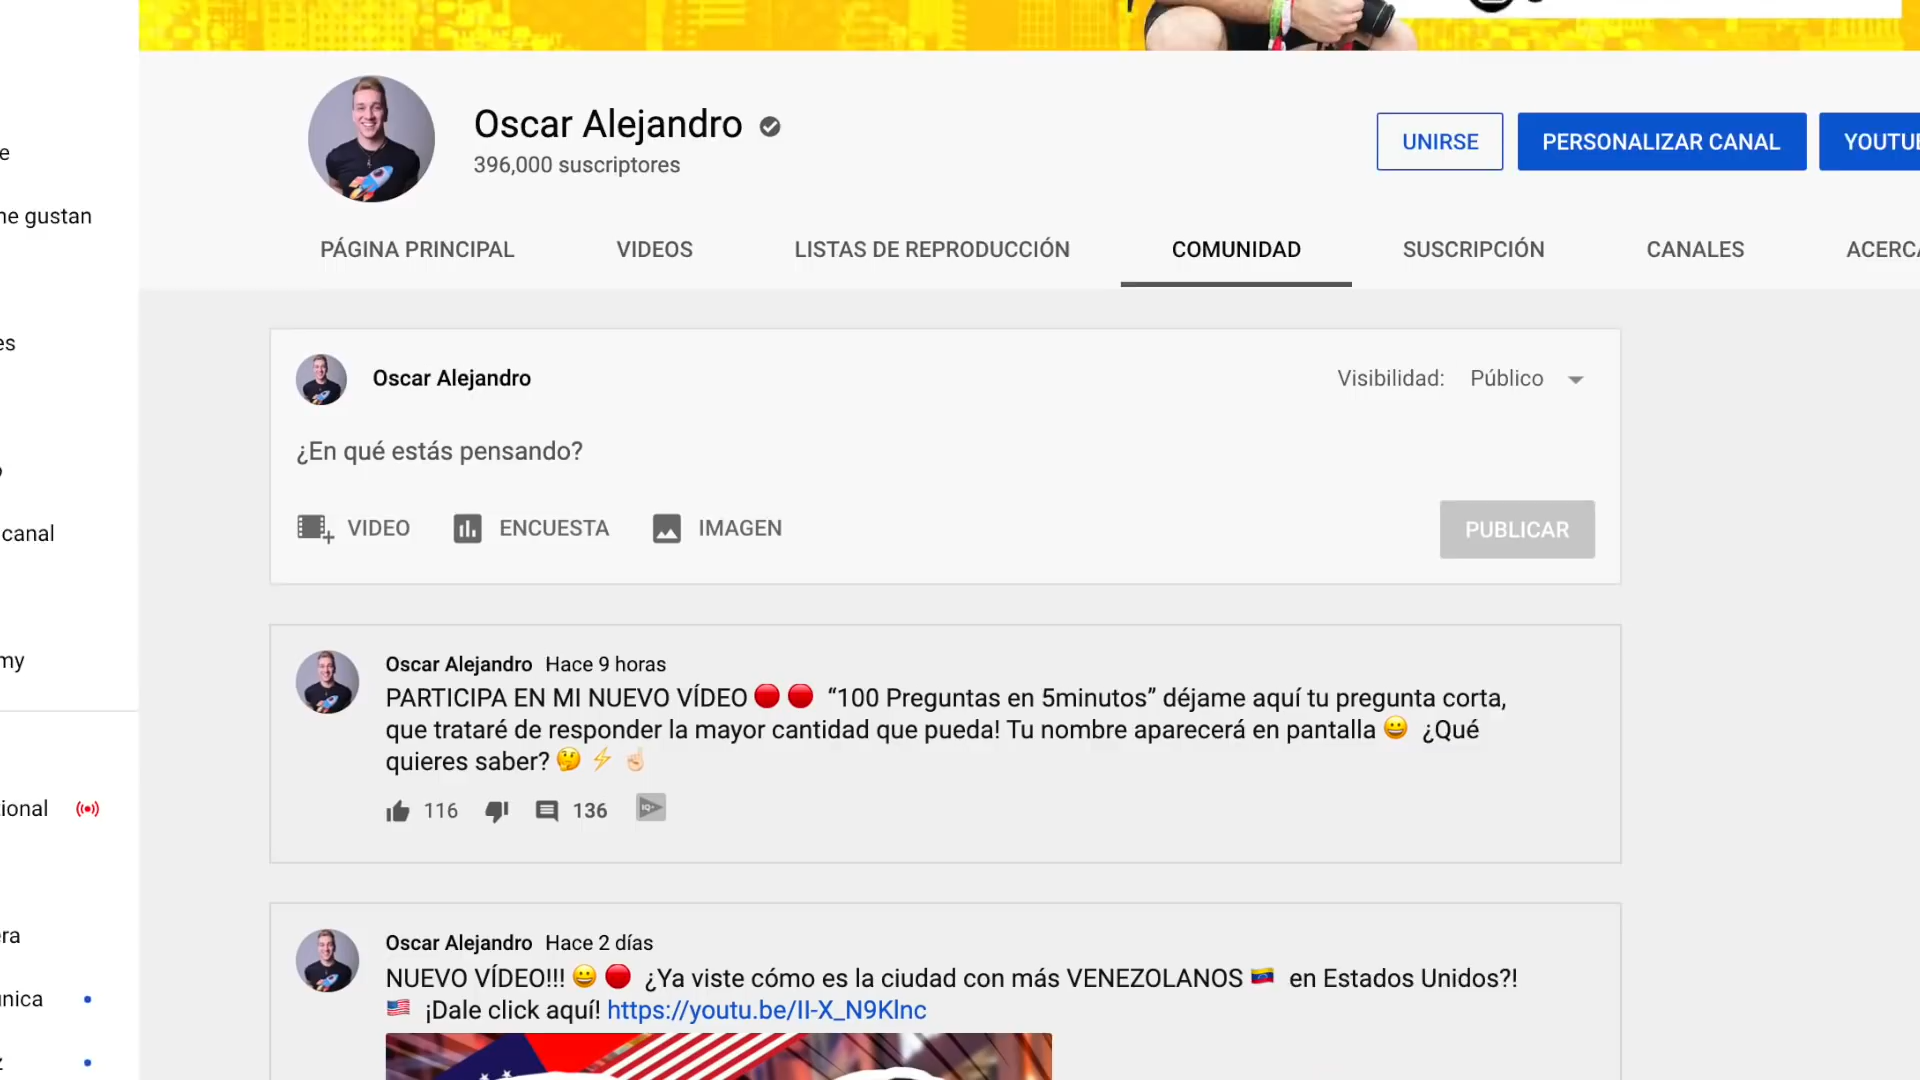 Oscar Alejandro
396,000 suscriptores
UNIRSE
PERSONALIZAR CANAL
YOUTU
e
ne gustan
PÁGINA PRINCIPAL
VIDEOS
LISTAS DE REPRODUCCIÓN
COMUNIDAD
SUSCRIPCIÓN
CANALES
ACERCA
es
Oscar Alejandro
Visibilidad: Público
¿En qué estás pensando?
VIDEO
ENCUESTA
IMAGEN
PUBLICAR
canal
my
Oscar Alejandro Hace 9 horas
PARTICIPA EN MI NUEVO VÍDEO🔴🔴 “100 Preguntas en 5minutos” déjame aquí tu pregunta corta,
que trataré de responder la mayor cantidad que pueda! Tu nombre aparecerá en pantalla 😀 ¿Qué
quieres saber? 🤔⚡☝🏻
116
136
IQ+
ional
era
Oscar Alejandro Hace 2 días
NUEVO VÍDEO!!! 😀🔴 ¿Ya viste cómo es la ciudad con más VENEZOLANOS 🇻🇪 en Estados Unidos?!
🇺🇸 ¡Dale click aquí! https://youtu.be/II-X_N9KInc
nica